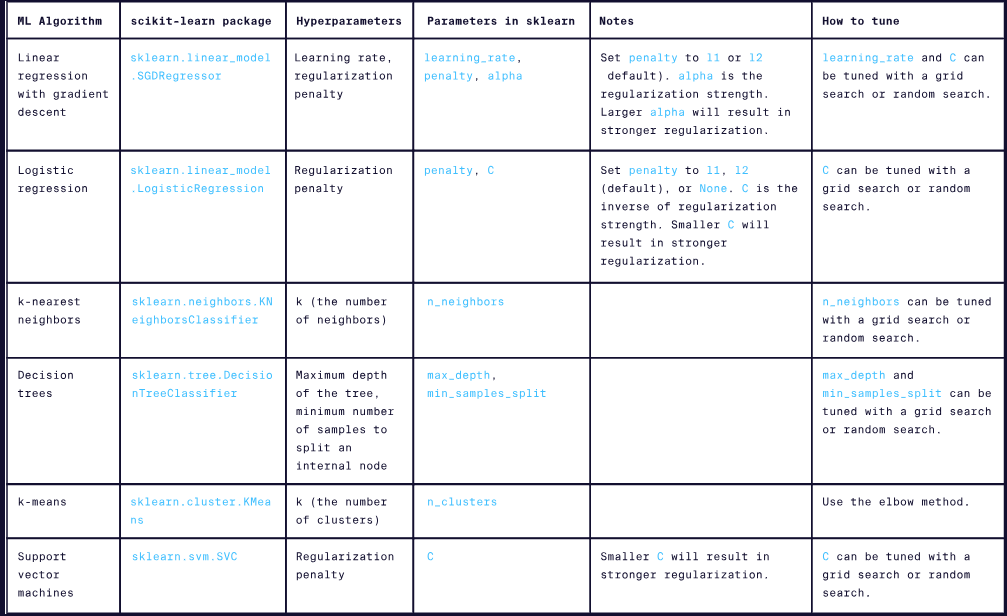 ML Algorithm
scikit-learn package
Hyperparameters
Parameters in sklearn
Notes
How to tune
Linear
regression
with gradient
descent
sklearn.linear_model
.SGDRegressor
Learning rate,
regularization
penalty
learning_rate,
penalty, alpha
Set penalty to l1 or l2
default). alpha is the
regularization strength.
Larger alpha will result in
stronger regularization.
learning_rate and C can
be tuned with a grid
search or random search.
Logistic
regression
sklearn.linear_model
.LogisticRegression
Regularization
penalty
penalty, C
Set penalty to l1, l2
(default), or None. C is the
inverse of regularization
strength. Smaller C will
result in stronger
regularization.
C can be tuned with a
grid search or random
search.
k-nearest
neighbors
sklearn.neighbors.KN
eighborsClassifier
k (the number
of neighbors)
n_neighbors
n_neighbors can be tuned
with a grid search or
random search.
Decision
trees
sklearn.tree.Decisio
nTreeClassifier
Maximum depth
of the tree,
minimum number
of samples to
split an
internal node
max_depth,
min_samples_split
max_depth and
min_samples_split can be
tuned with a grid search
or random search.
k-means
sklearn.cluster.KMea
ns
k (the number
of clusters)
n_clusters
Use the elbow method.
Support
vector
machines
sklearn.svm.SVC
Regularization
penalty
C
Smaller C will result in
stronger regularization.
C can be tuned with a
grid search or random
search.